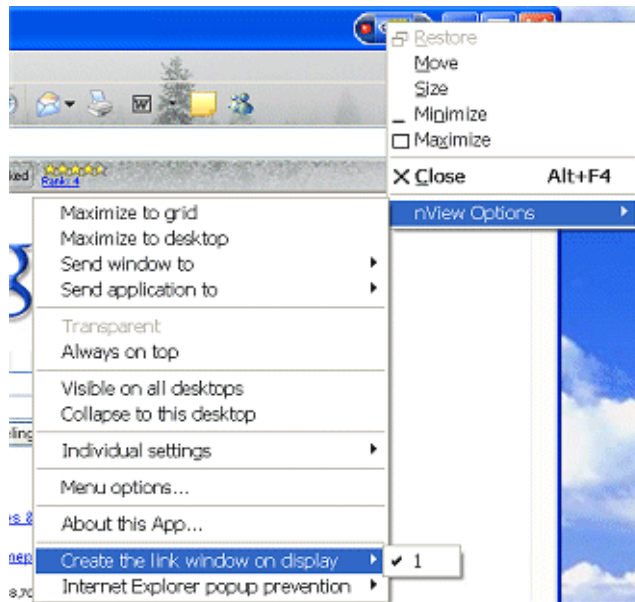 Restore
Move
Size
Minimize
Maximize
Close Alt+F4
nView Options
Rank: 4
Maximize to grid
Maximize to desktop
Send window to
Send application to
Transparent
Always on top
Visible on all desktops
Collapse to this desktop
Individual settings
Menu options...
About this App...
Create the link window on display
1
Internet Explorer popup prevention